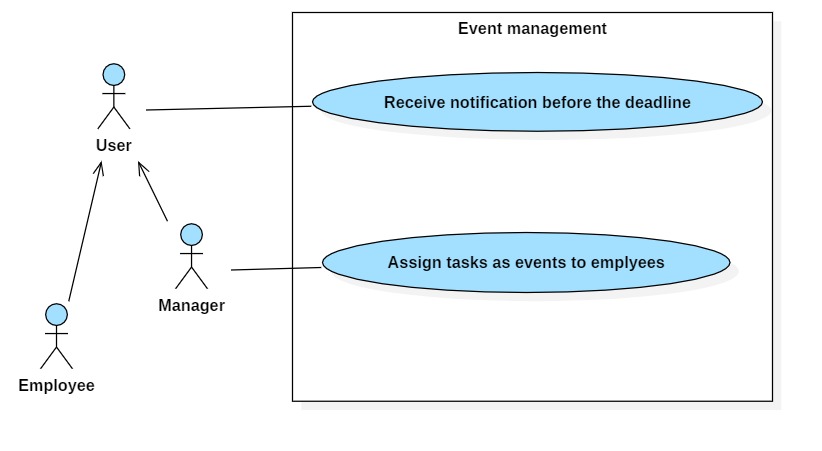 Event management
Receive notification before the deadline
User
Assign tasks as events to emplyees
Manager
Employee